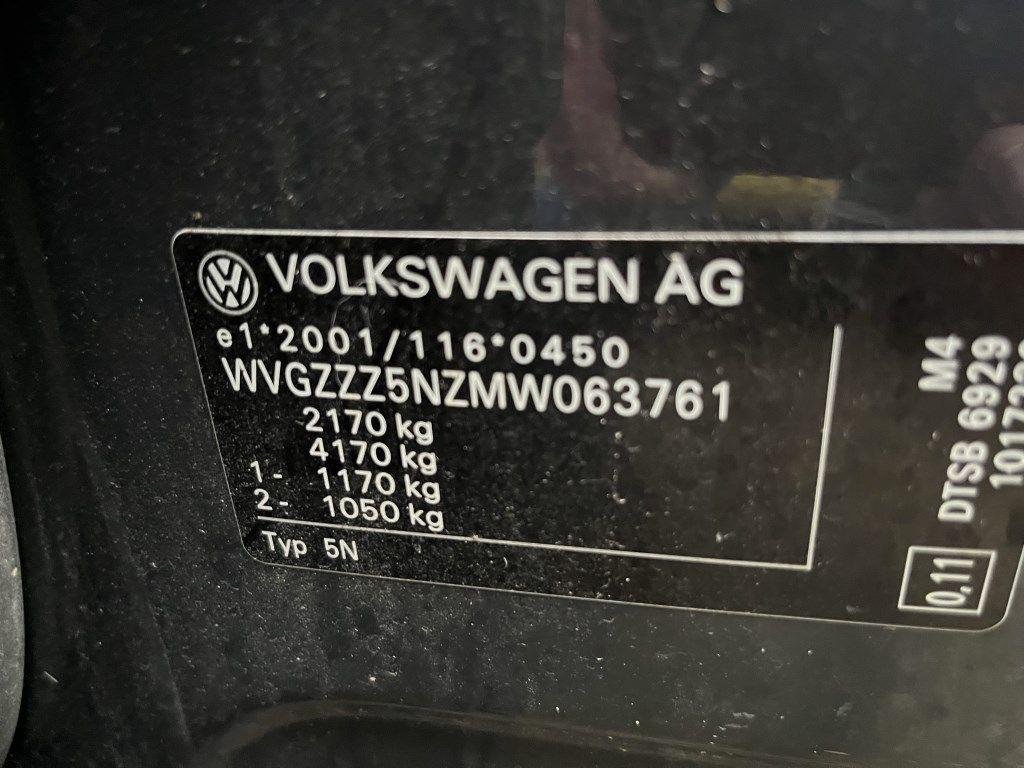 VOLKSWAGEN AG
e1*2001/116*0450
WVGZZZ5NZMW063761
2170 kg
4170 kg
1- 1170 kg
2- 1050 kg
Typ 5N
M4
DTSB 6929
0,11